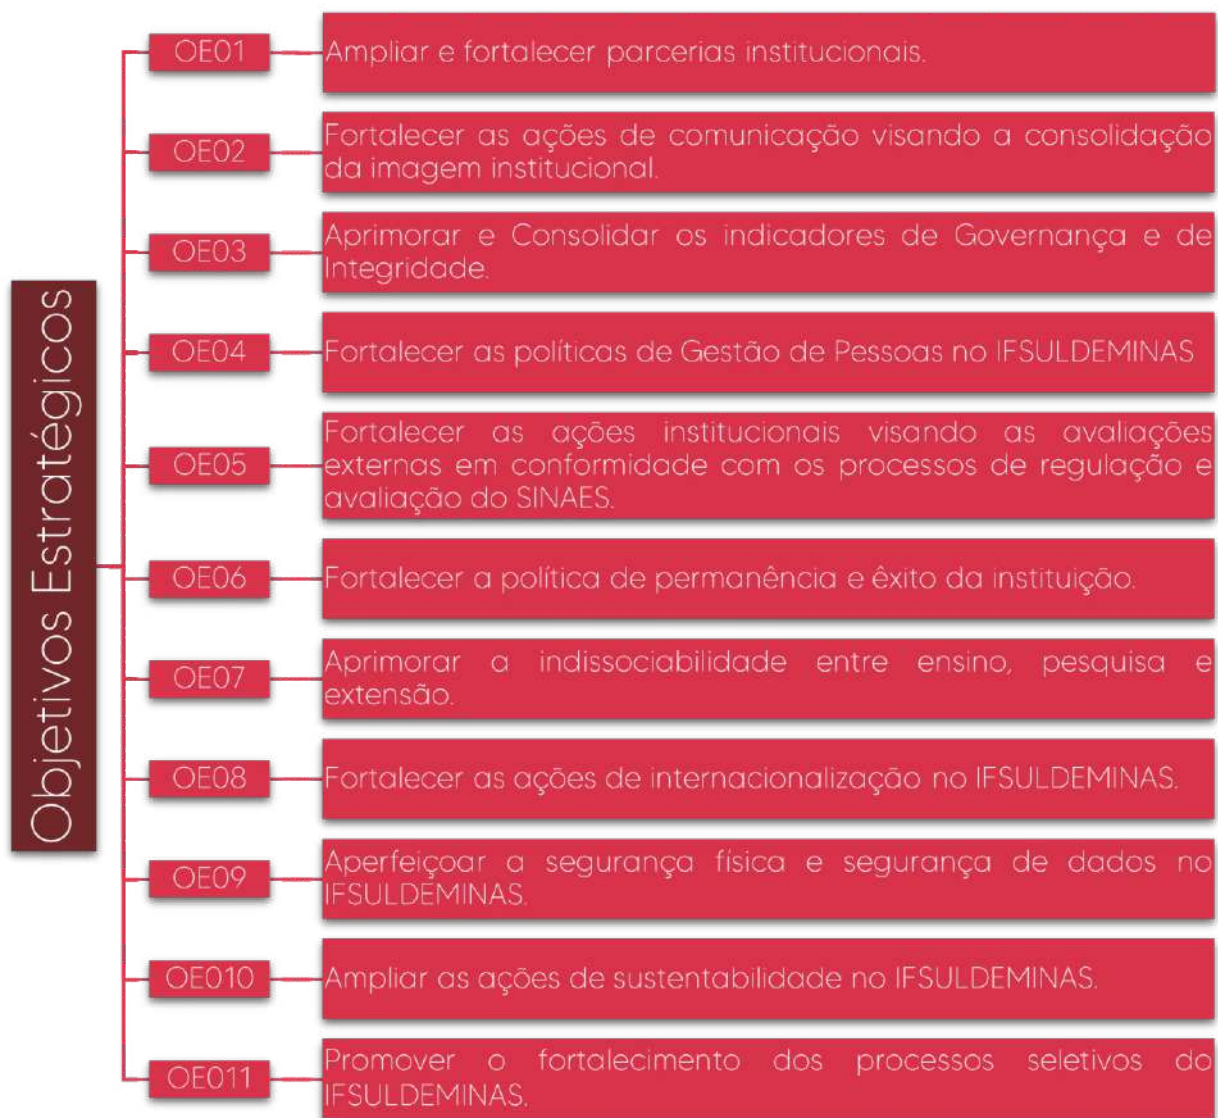 Objetivos Estratégicos
OE01
Ampliar e fortalecer parcerias institucionais.
OE02
Fortalecer as ações de comunicação visando a consolidação
da imagem institucional.
OE03
Aprimorar e Consolidar os indicadores de Governança e de
Integridade.
OE04
Fortalecer as políticas de Gestão de Pessoas no IFSULDEMINAS
OE05
Fortalecer as ações institucionais visando as avaliações
externas em conformidade com os processos de regulação e
avaliação do SINAES.
OE06
Fortalecer a política de permanência e êxito da instituição.
OE07
Aprimorar a indissociabilidade entre ensino, pesquisa e
extensão.
OE08
Fortalecer as ações de internacionalização no IFSULDEMINAS.
OE09
Aperfeiçoar a segurança física e segurança de dados no
IFSULDEMINAS.
OE010
Ampliar as ações de sustentabilidade no IFSULDEMINAS.
OE011
Promover o fortalecimento dos processos seletivos do
IFSULDEMINAS.